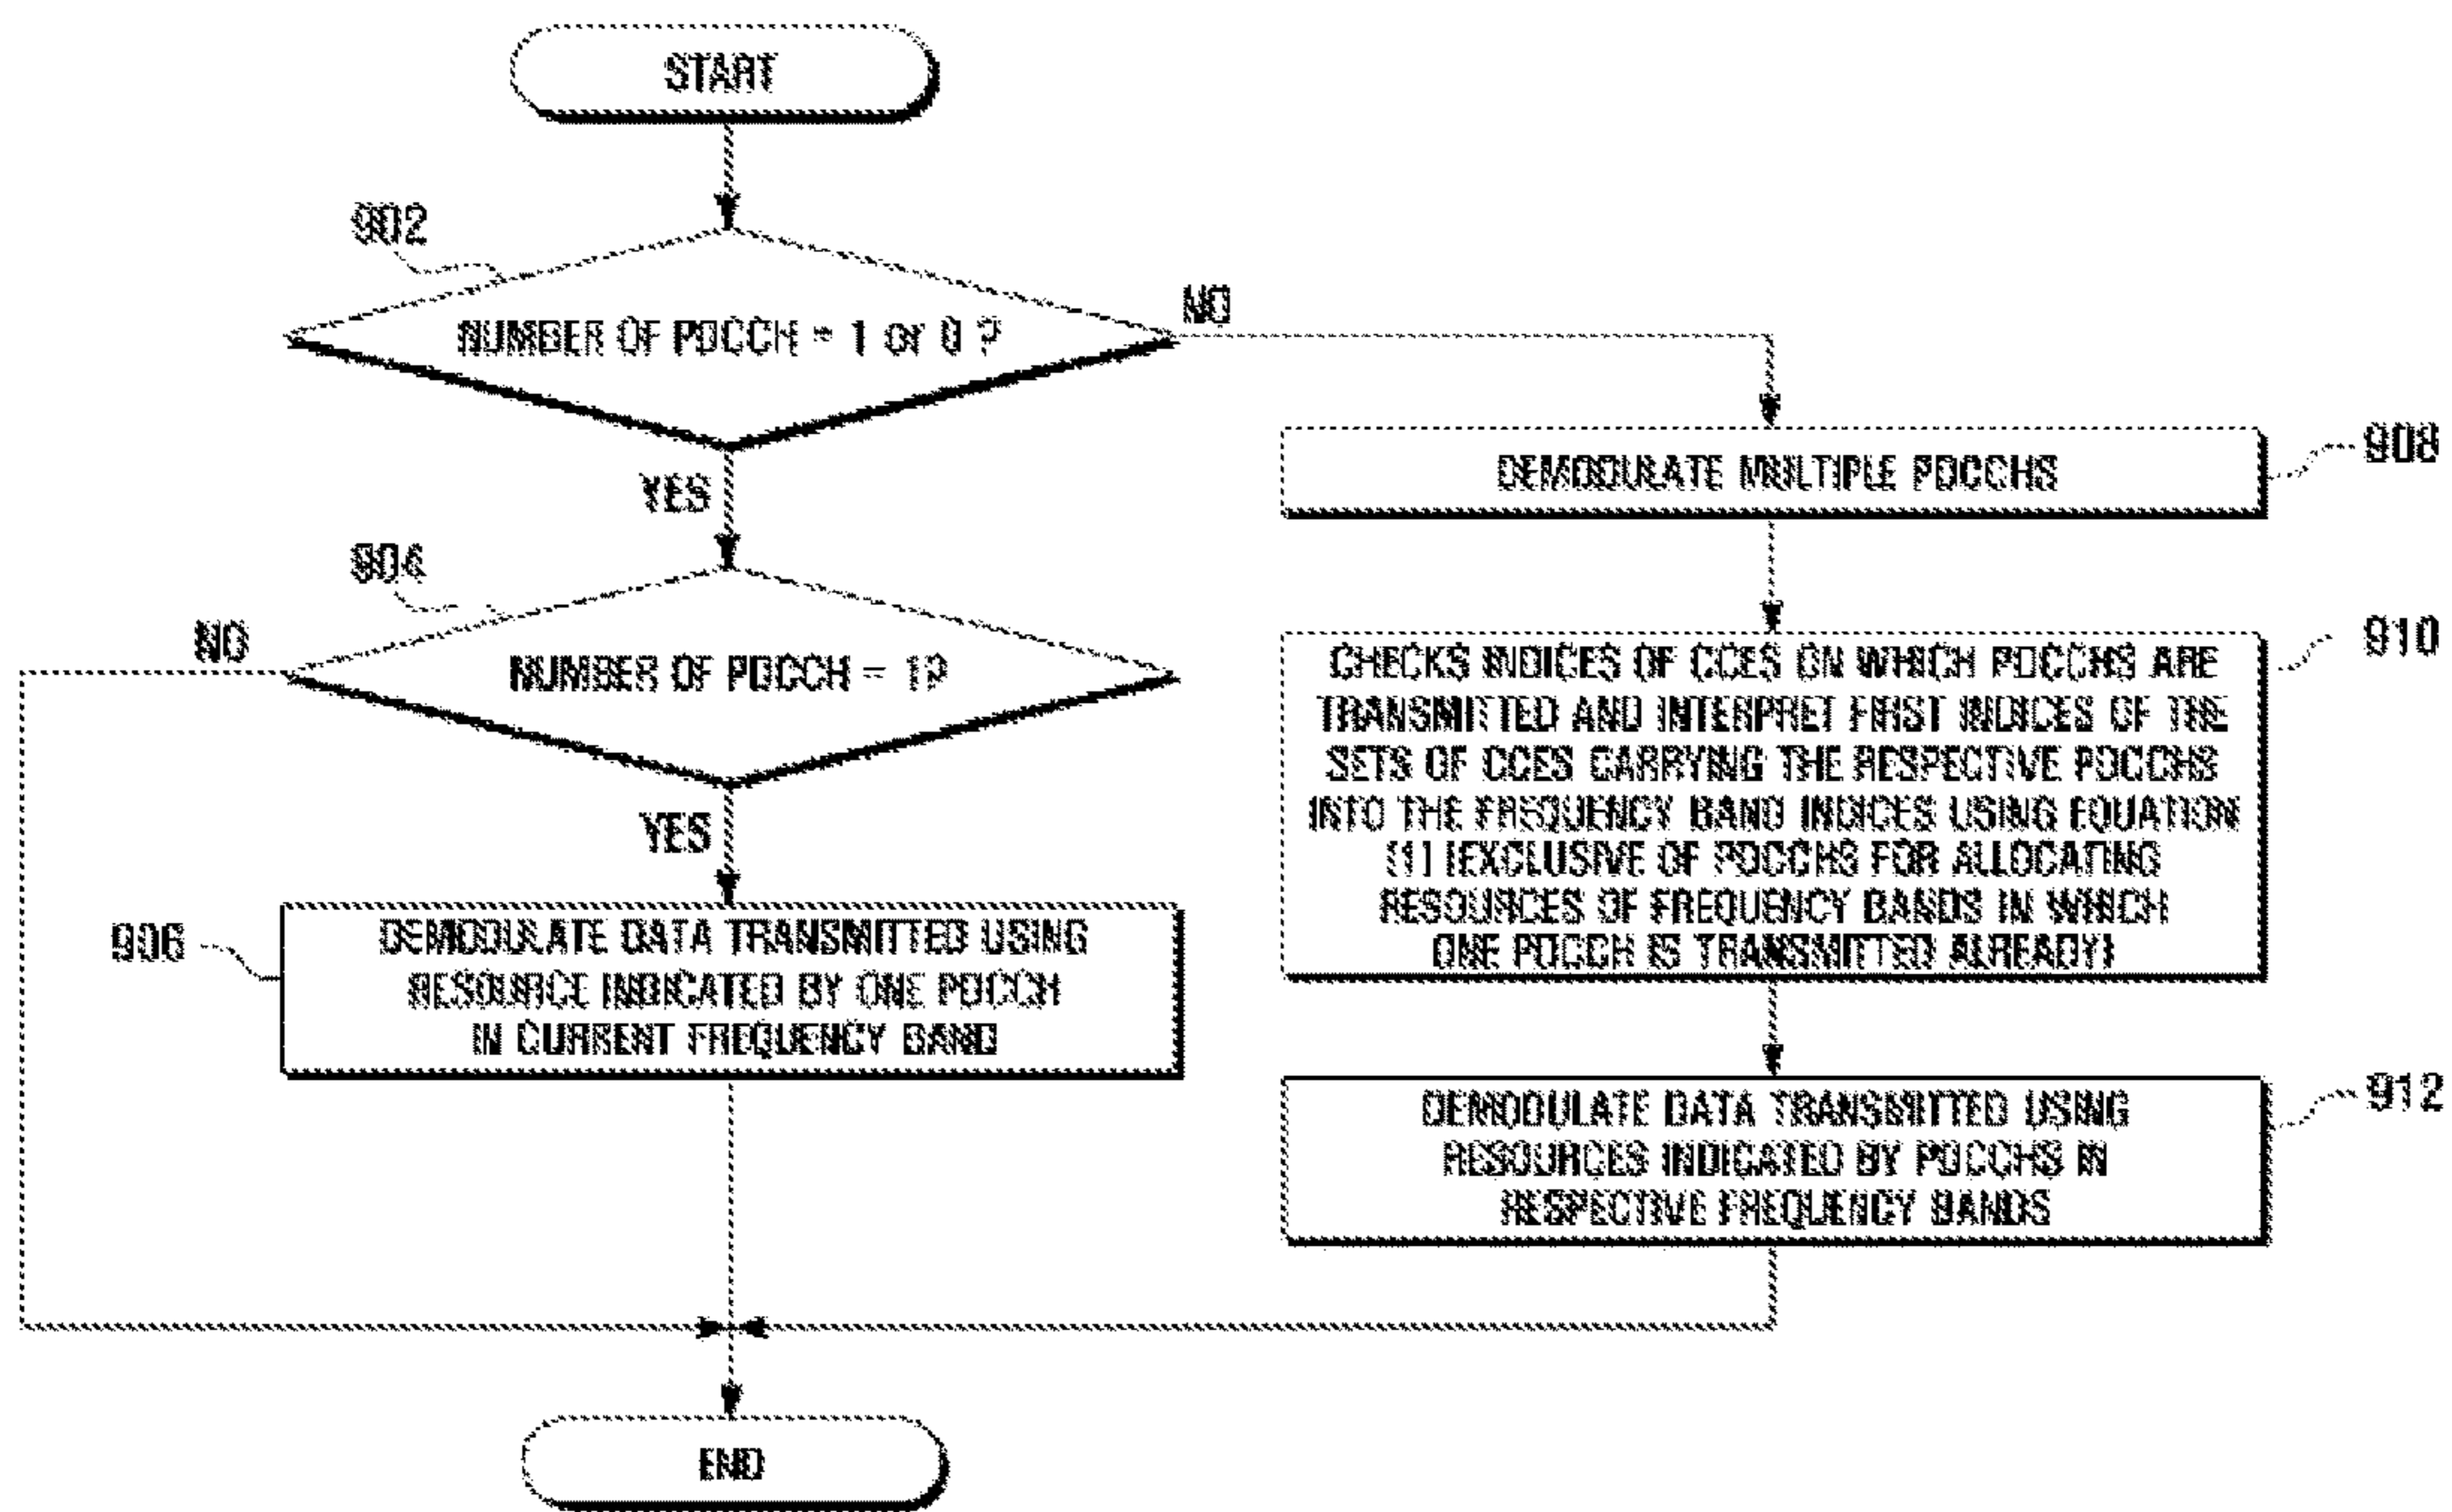 START
902
NUMBER OF PDCCH = 1 or 0 ?
NO
YES
904
NUMBER OF PDCCH = 1?
NO
YES
906
DEMODULATE DATA TRANSMITTED USING
RESOURCE INDICATED BY ONE PDCCH
IN CURRENT FREQUENCY BAND
DEMODULATE MULTIPLE PDCCHS
908
CHECKS INDICES OF CCES ON WHICH PDCCHS ARE
TRANSMITTED AND INTERPRET FIRST INDICES OF THE
SETS OF CCES CARRYING THE RESPECTIVE PDCCHS
INTO THE FREQUENCY BAND INDICES USING EQUATION
(1) (EXCLUSIVE OF PDCCHS FOR ALLOCATING
RESOURCES OF FREQUENCY BANDS IN WHICH
ONE PDCCH IS TRANSMITTED ALREADY)
910
DEMODULATE DATA TRANSMITTED USING
RESOURCES INDICATED BY PDCCHS IN
RESPECTIVE FREQUENCY BANDS
912
END